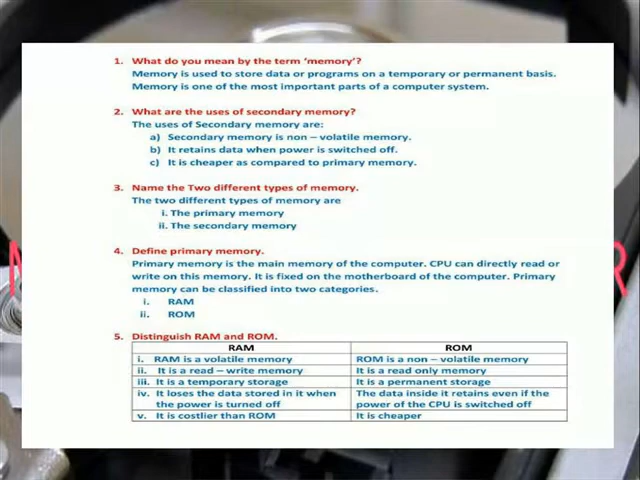 1. What do you mean by the term 'memory'?
Memory is used to store data or programs on a temporary or permanent basis.
Memory is one of the most important parts of a computer system.
2. What are the uses of secondary memory?
The uses of Secondary memory are:
a) Secondary memory is non – volatile memory.
b) It retains data when power is switched off.
c) It is cheaper as compared to primary memory.
3. Name the Two different types of memory.
The two different types of memory are
i. The primary memory
ii. The secondary memory
4. Define primary memory.
Primary memory is the main memory of the computer. CPU can directly read or
write on this memory. It is fixed on the motherboard of the computer. Primary
memory can be classified into two categories.
i. RAM
ii. ROM
5. Distinguish RAM and ROM.
RAM ROM
i. RAM is a volatile memory ROM is a non – volatile memory
ii. It is a read – write memory It is a read only memory
iii. It is a temporary storage It is a permanent storage
iv. It loses the data stored in it when The data inside it retains even if the
the power is turned off power of the CPU is switched off
v. It is costlier than ROM It is cheaper